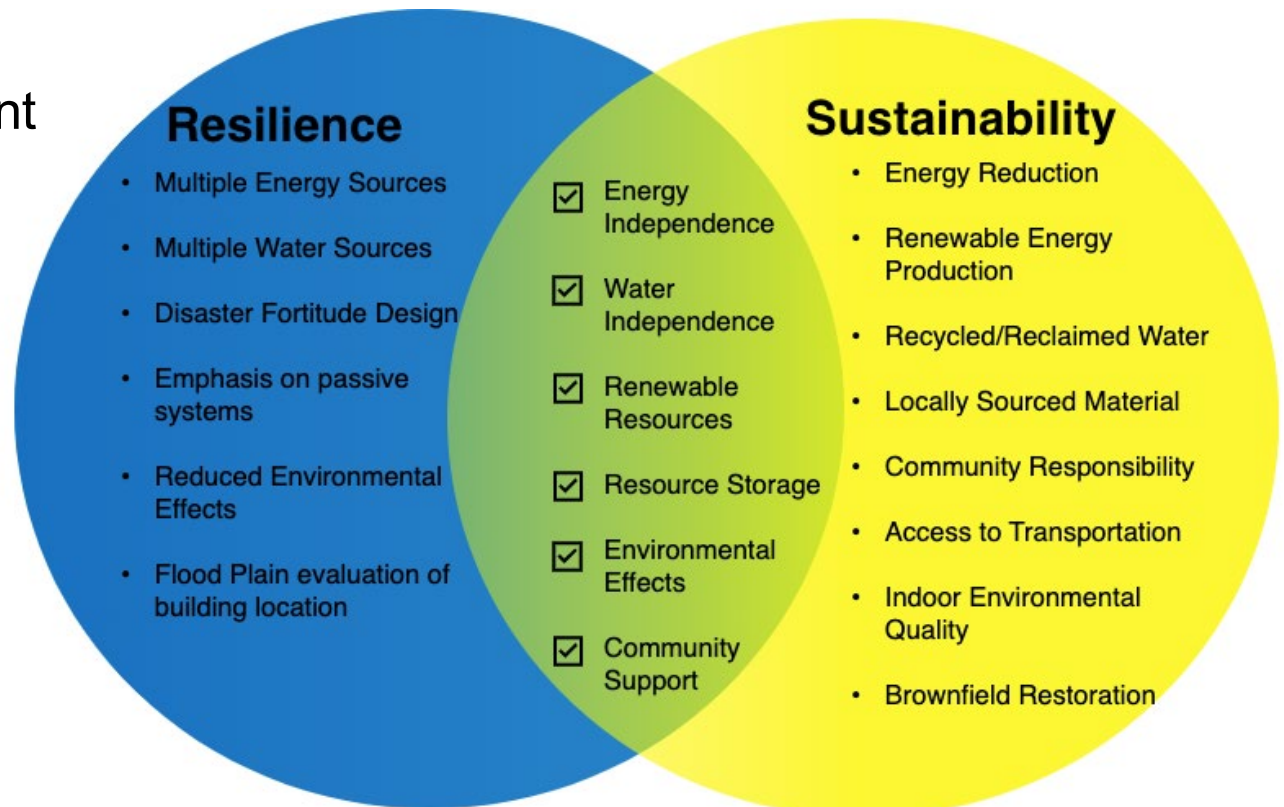 nt
Resilience
• Multiple Energy Sources
• Multiple Water Sources
• Disaster Fortitude Design
• Emphasis on passive
systems
• Reduced Environmental
Effects
• Flood Plain evaluation of
building location
☑ Energy
Independence
☑ Water
Independence
☑ Renewable
Resources
☑ Resource Storage
☑ Environmental
Effects
☑ Community
Support
Sustainability
• Energy Reduction
• Renewable Energy
Production
• Recycled/Reclaimed Water
• Locally Sourced Material
• Community Responsibility
• Access to Transportation
• Indoor Environmental
Quality
• Brownfield Restoration